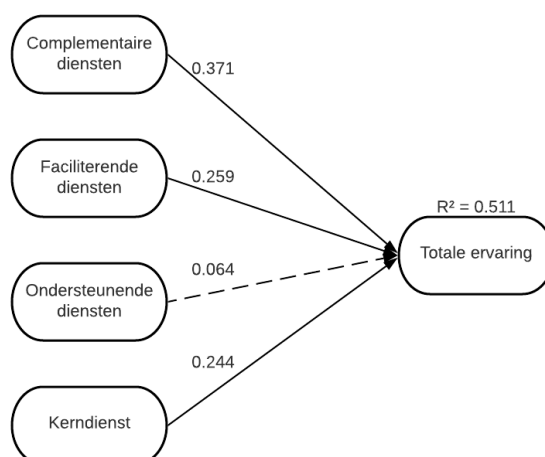 Complementaire
diensten
0.371
Faciliterende
diensten
0.259
R² = 0.511
Totale ervaring
Ondersteunende
diensten
0.064
0.244
Kerndienst